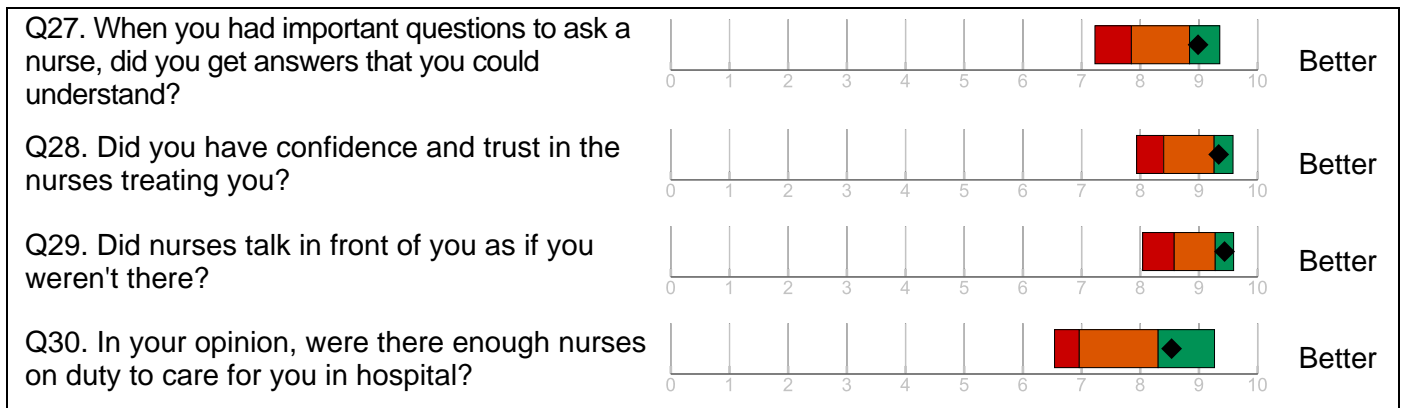 Q27. When you had important questions to ask a
nurse, did you get answers that you could
understand?
0 1 2 3 4 5 6 7 8 9 10
Better
Q28. Did you have confidence and trust in the
nurses treating you?
0 1 2 3 4 5 6 7 8 9 10
Better
Q29. Did nurses talk in front of you as if you
weren't there?
0 1 2 3 4 5 6 7 8 9 10
Better
Q30. In your opinion, were there enough nurses
on duty to care for you in hospital?
0 1 2 3 4 5 6 7 8 9 10
Better